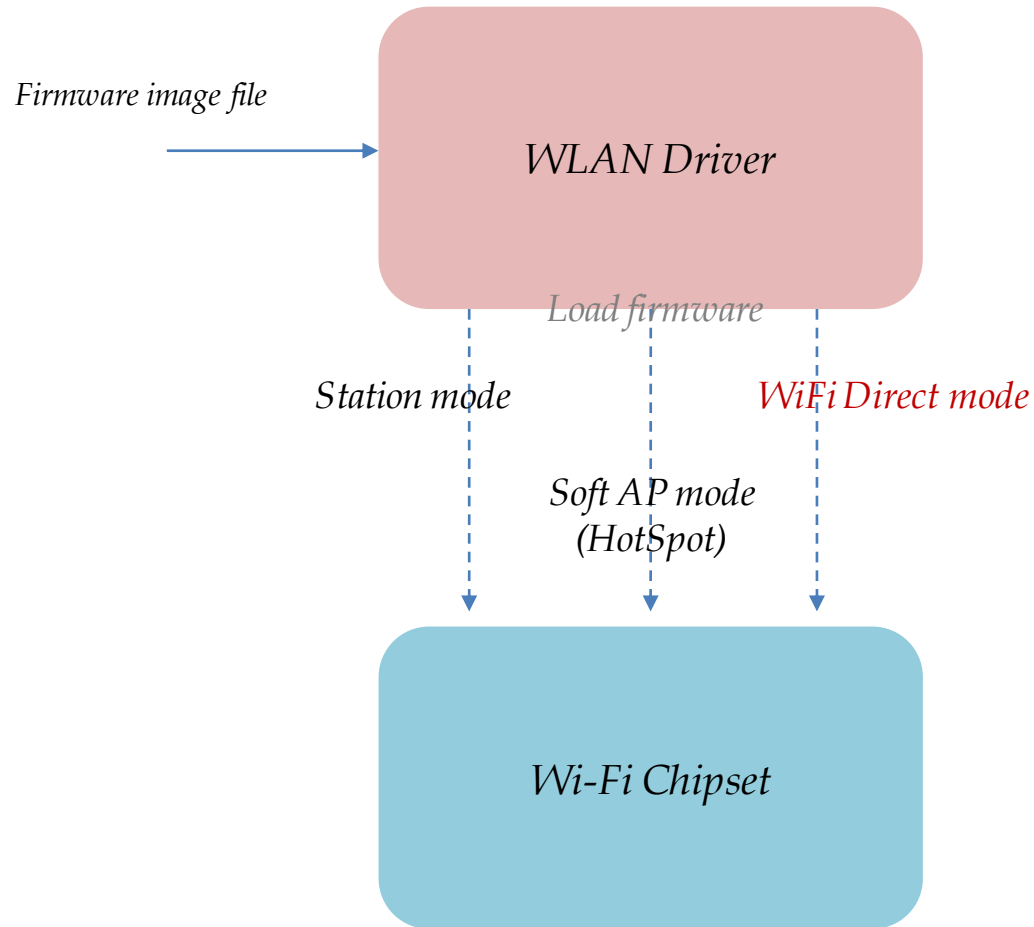 Firmware image file
WLAN Driver
Load firmware
Station mode
WiFi Direct mode
Soft AP mode
(HotSpot)
Wi-Fi Chipset